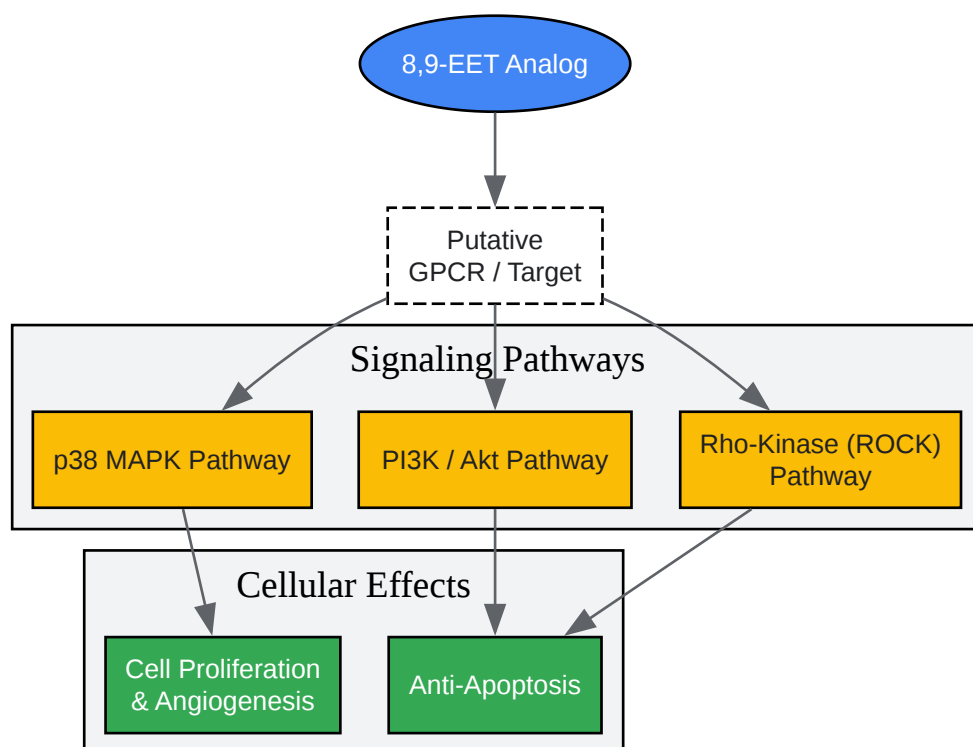 8,9-EET Analog
Putative
GPCR / Target
Signaling Pathways
p38 MAPK Pathway
PI3K / Akt Pathway
Rho-Kinase (ROCK)
Pathway
Cellular Effects
Cell Proliferation
& Angiogenesis
Anti-Apoptosis